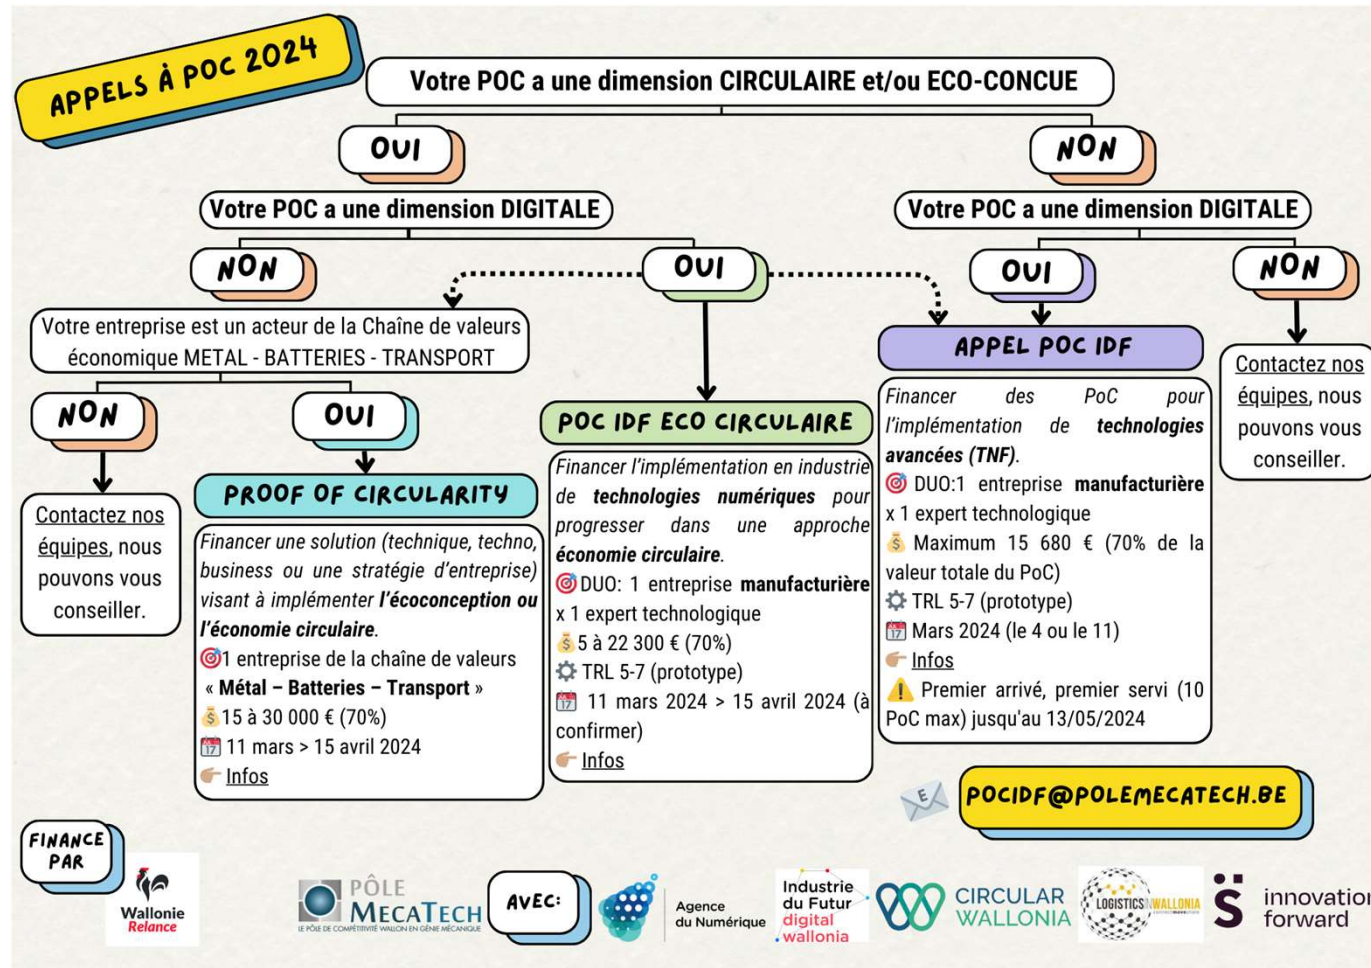 APPELS À POC 2024
Votre POC a une dimension CIRCULAIRE et/ou ECO-CONCUE
OUI
NON
Votre POC a une dimension DIGITALE
Votre POC a une dimension DIGITALE
NON
OUI
OUI
NON
Votre entreprise est un acteur de la Chaîne de valeurs
économique METAL - BATTERIES - TRANSPORT
NON
OUI
Contactez nos
équipes, nous
pouvons vous
conseiller.
PROOF OF CIRCULARITY
Financer une solution (technique, techno,
business ou une stratégie d'entreprise)
visant à implémenter l'écoconception ou
l'économie circulaire.
1 entreprise de la chaîne de valeurs
« Métal – Batteries – Transport »
15 à 30 000 € (70%)
11 mars > 15 avril 2024
Infos
POC IDF ECO CIRCULAIRE
Financer l'implémentation en industrie
de technologies numériques pour
progresser dans une approche
économie circulaire.
DUO: 1 entreprise manufacturière
x 1 expert technologique
5 à 22 300 € (70%)
TRL 5-7 (prototype)
11 mars 2024 > 15 avril 2024 (à
confirmer)
Infos
APPEL POC IDF
Financer des PoC pour
l'implémentation de technologies
avancées (TNF).
DUO:1 entreprise manufacturière
x 1 expert technologique
Maximum 15 680 € (70% de la
valeur totale du PoC)
TRL 5-7 (prototype)
Mars 2024 (le 4 ou le 11)
Infos
Premier arrivé, premier servi (10
PoC max) jusqu'au 13/05/2024
Contactez nos
équipes, nous
pouvons vous
conseiller.
E
POCIDF@POLEMECATECH.BE
FINANCE
PAR
Wallonie
Relance
PÔLE
MECATECH
LE PÔLE DE COMPÉTITIVITÉ WALLON EN GÉNIE MÉCANIQUE
AVEC:
Agence
du Numérique
Industrie
du Futur
digital
wallonia
CIRCULAR
WALLONIA
LOGISTICS IN WALLONIA
innovation
forward